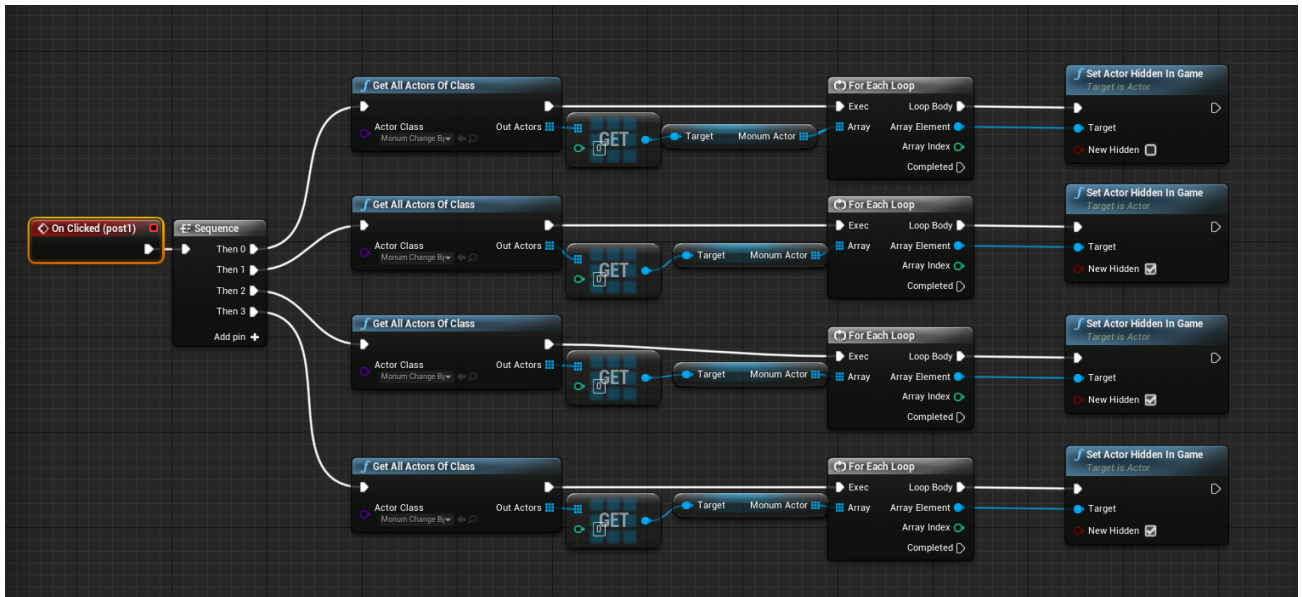 On Clicked (post1)
Sequence
Then 0
Then 1
Then 2
Then 3
Add pin
Get All Actors Of Class
Actor Class
Out Actors
GET
0
Target
Monum Actor
For Each Loop
Exec
Loop Body
Array
Array Element
Array Index
Completed
Set Actor Hidden In Game
Target is Actor
Target
New Hidden
Get All Actors Of Class
Actor Class
Out Actors
GET
0
Target
Monum Actor
For Each Loop
Exec
Loop Body
Array
Array Element
Array Index
Completed
Set Actor Hidden In Game
Target is Actor
Target
New Hidden
Get All Actors Of Class
Actor Class
Out Actors
GET
0
Target
Monum Actor
For Each Loop
Exec
Loop Body
Array
Array Element
Array Index
Completed
Set Actor Hidden In Game
Target is Actor
Target
New Hidden
Get All Actors Of Class
Actor Class
Out Actors
GET
0
Target
Monum Actor
For Each Loop
Exec
Loop Body
Array
Array Element
Array Index
Completed
Set Actor Hidden In Game
Target is Actor
Target
New Hidden